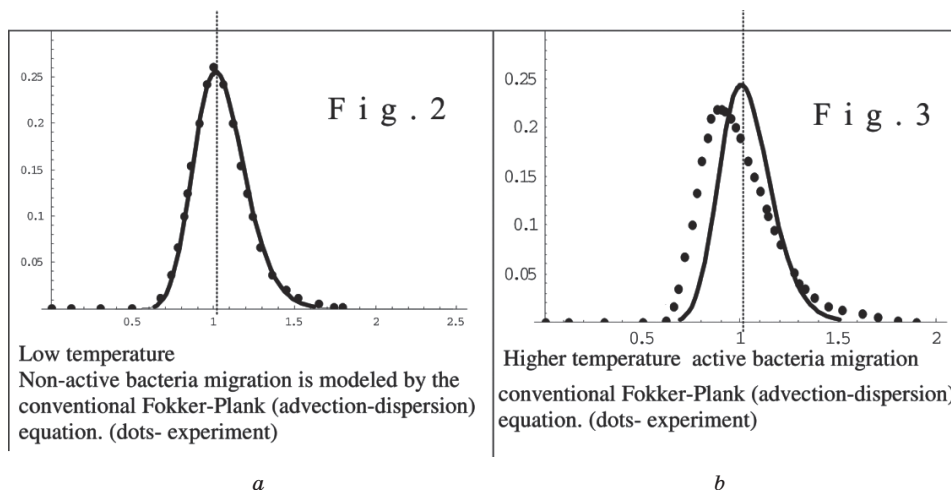 0.25
0.2
0.15
0.1
0.05
0.5
1
1.5
2
2.5
F i g . 2
Low temperature
Non-active bacteria migration is modeled by the
conventional Fokker-Plank (advection-dispersion)
equation. (dots- experiment)
a
0.25
0.2
0.15
0.1
0.05
0.5
1
1.5
2
F i g . 3
Higher temperature active bacteria migration
conventional Fokker-Plank (advection-dispersion)
equation. (dots- experiment)
b